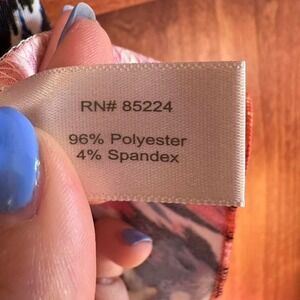 RN# 85224
96% Polyester
4% Spandex